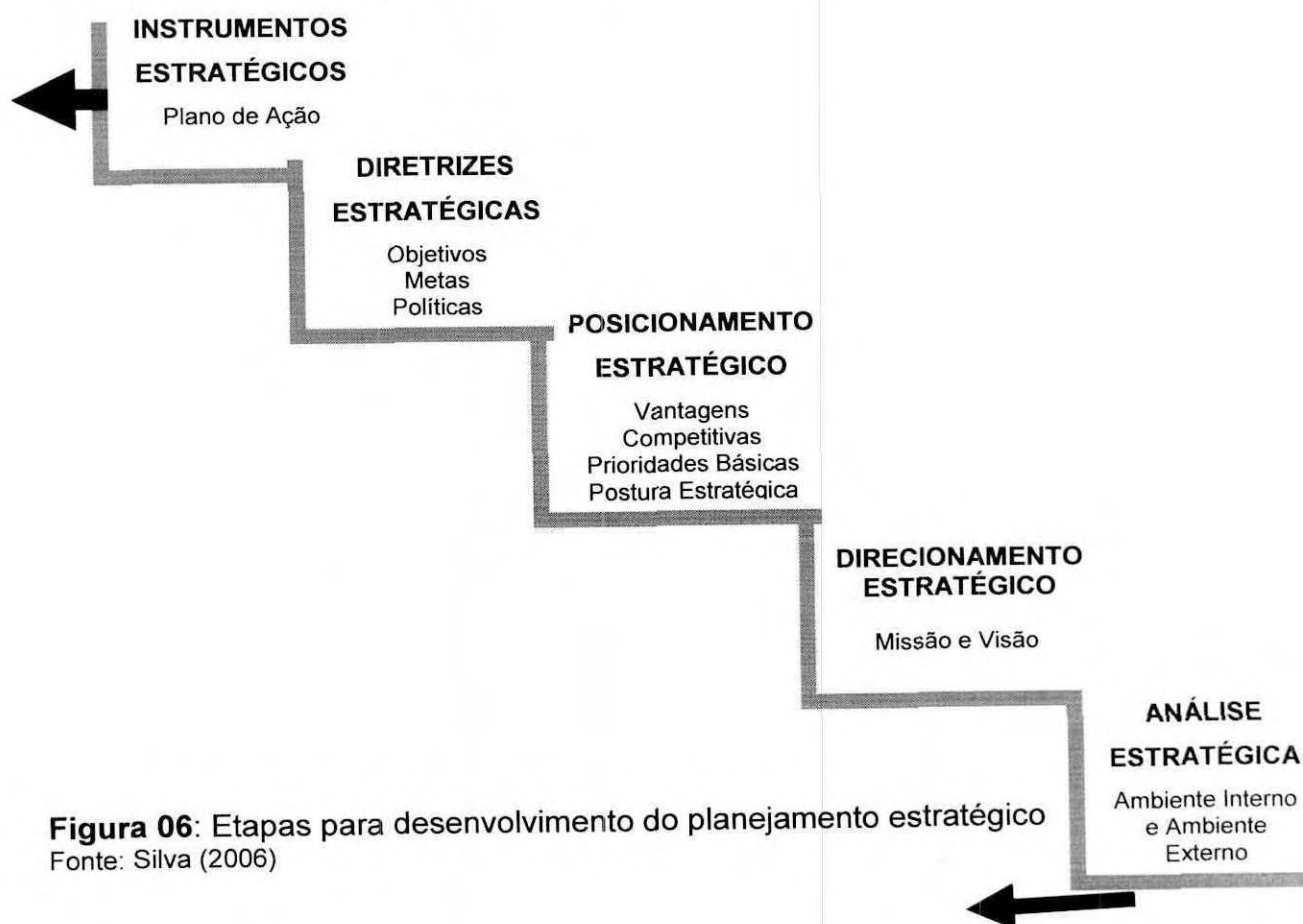 INSTRUMENTOS
ESTRATÉGICOS
Plano de Ação
DIRETRIZES
ESTRATÉGICAS
Objetivos
Metas
Políticas
POSICIONAMENTO
ESTRATÉGICO
Vantagens
Competitivas
Prioridades Básicas
Postura Estratégica
DIRECIONAMENTO
ESTRATÉGICO
Missão e Visão
ANÁLISE
ESTRATÉGICA
Ambiente Interno
e Ambiente
Externo
Figura 06: Etapas para desenvolvimento do planejamento estratégico
Fonte: Silva (2006)